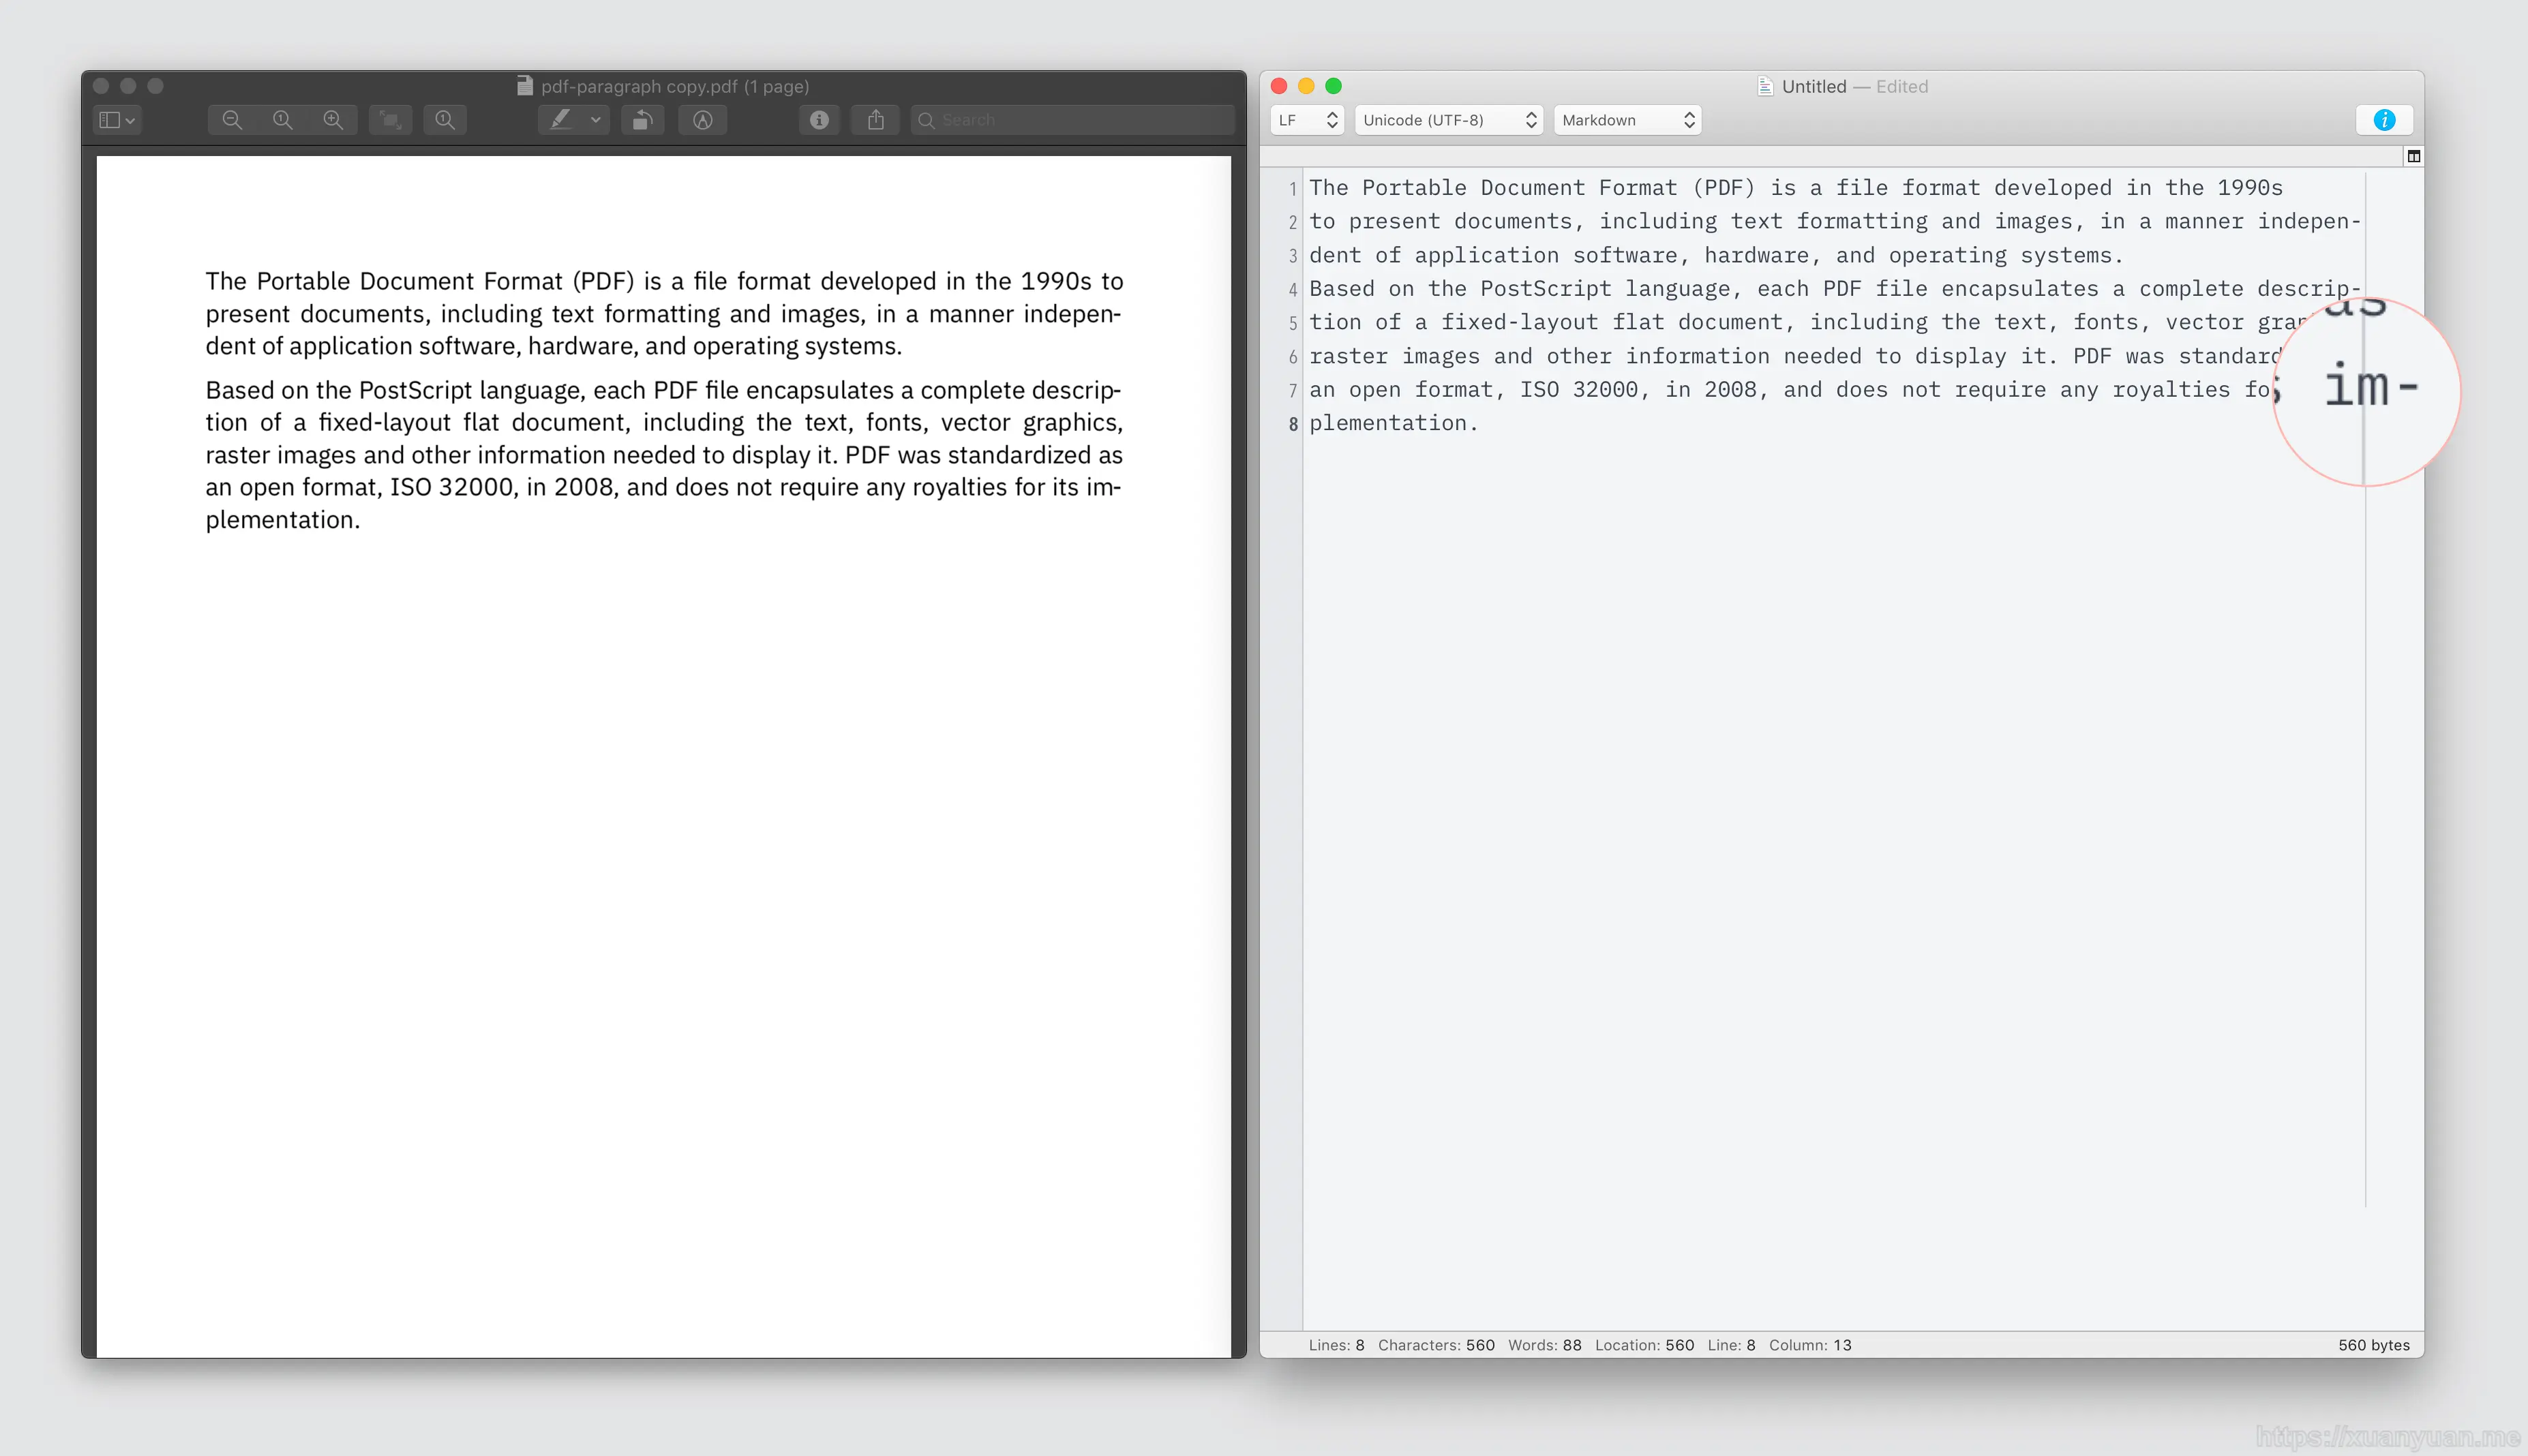 pdf-paragraph copy.pdf (1 page)
Search
The Portable Document Format (PDF) is a file format developed in the 1990s to
present documents, including text formatting and images, in a manner indepen-
dent of application software, hardware, and operating systems.
Based on the PostScript language, each PDF file encapsulates a complete descrip-
tion of a fixed-layout flat document, including the text, fonts, vector graphics,
raster images and other information needed to display it. PDF was standardized as
an open format, ISO 32000, in 2008, and does not require any royalties for its im-
plementation.
Untitled — Edited
LF Unicode (UTF-8) Markdown
1 The Portable Document Format (PDF) is a file format developed in the 1990s
2 to present documents, including text formatting and images, in a manner indepen-
3 dent of application software, hardware, and operating systems.
4 Based on the PostScript language, each PDF file encapsulates a complete descrip-
5 tion of a fixed-layout flat document, including the text, fonts, vector
6 raster images and other information needed to display it. PDF was
7 an open format, ISO 32000, in 2008, and does not require any royalties
8 plementation.
as
im-
Lines: 8 Characters: 560 Words: 88 Location: 560 Line: 8 Column: 13
560 bytes
https://xuanyuan.me